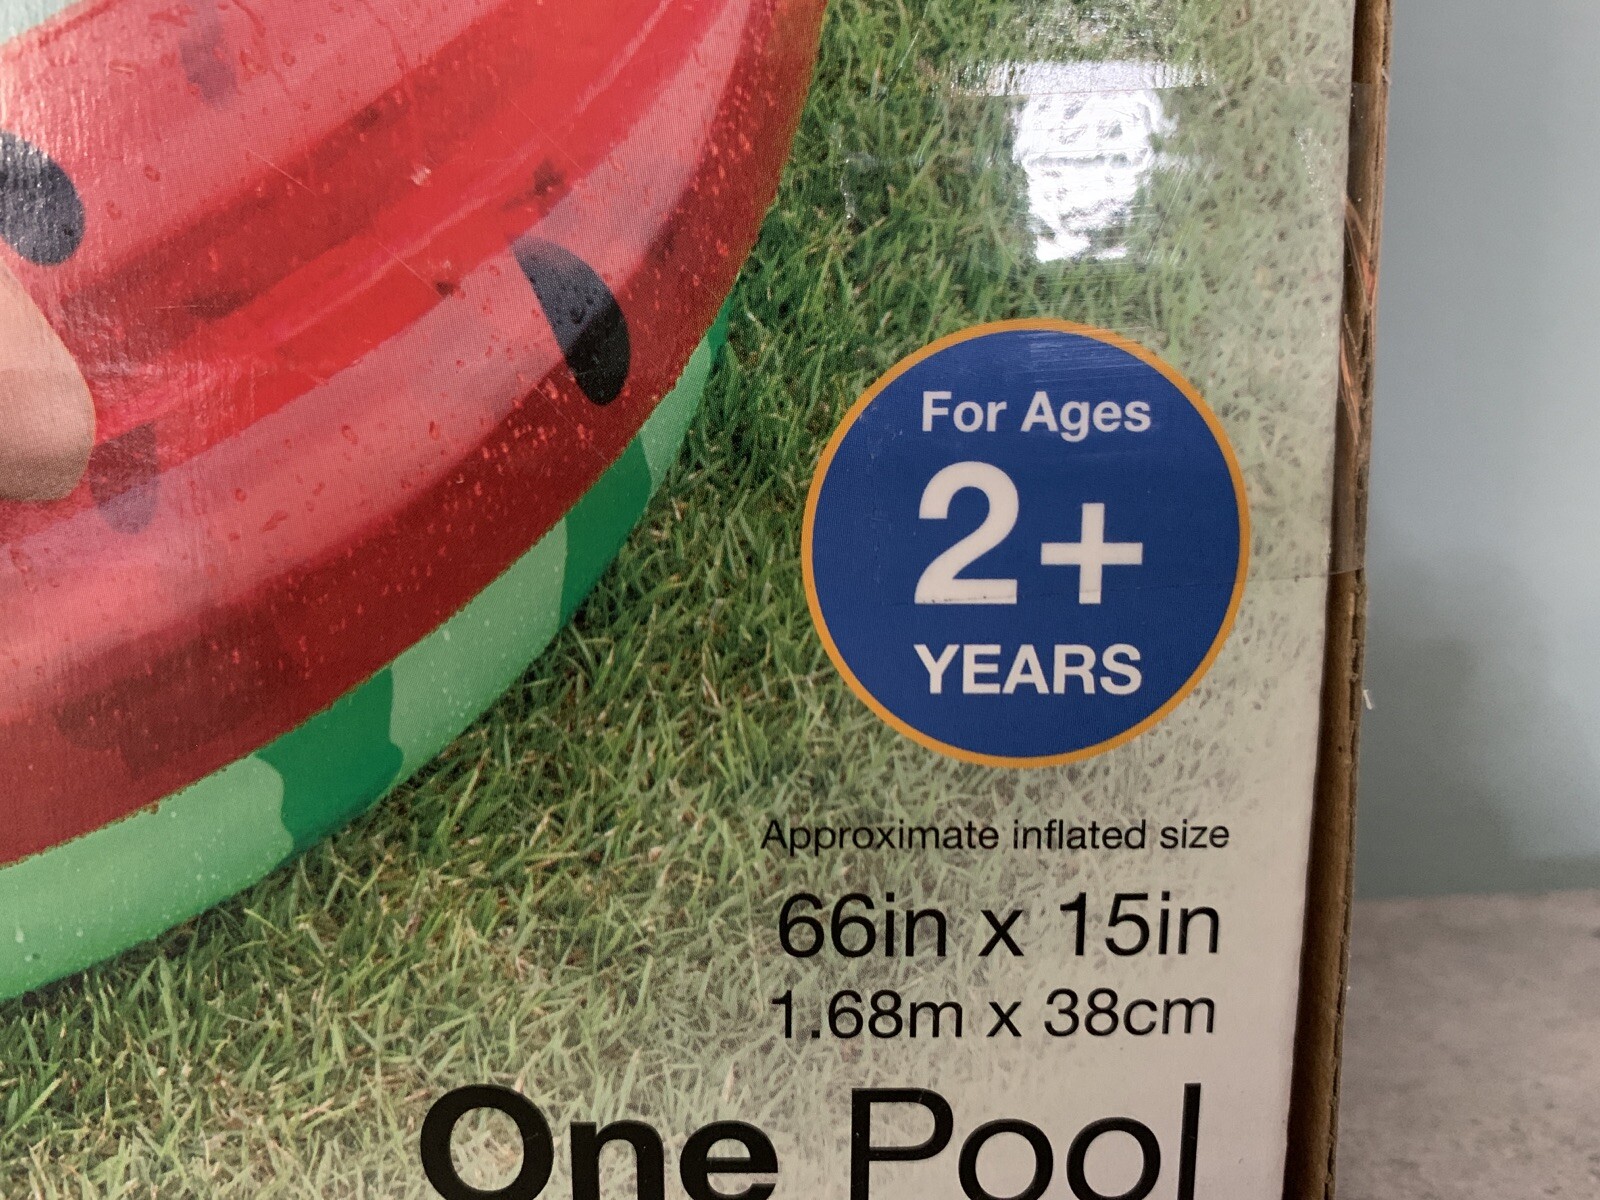 For Ages
2+
YEARS
Approximate inflated size
66in x 15in
1.68m x 38cm
One Pool